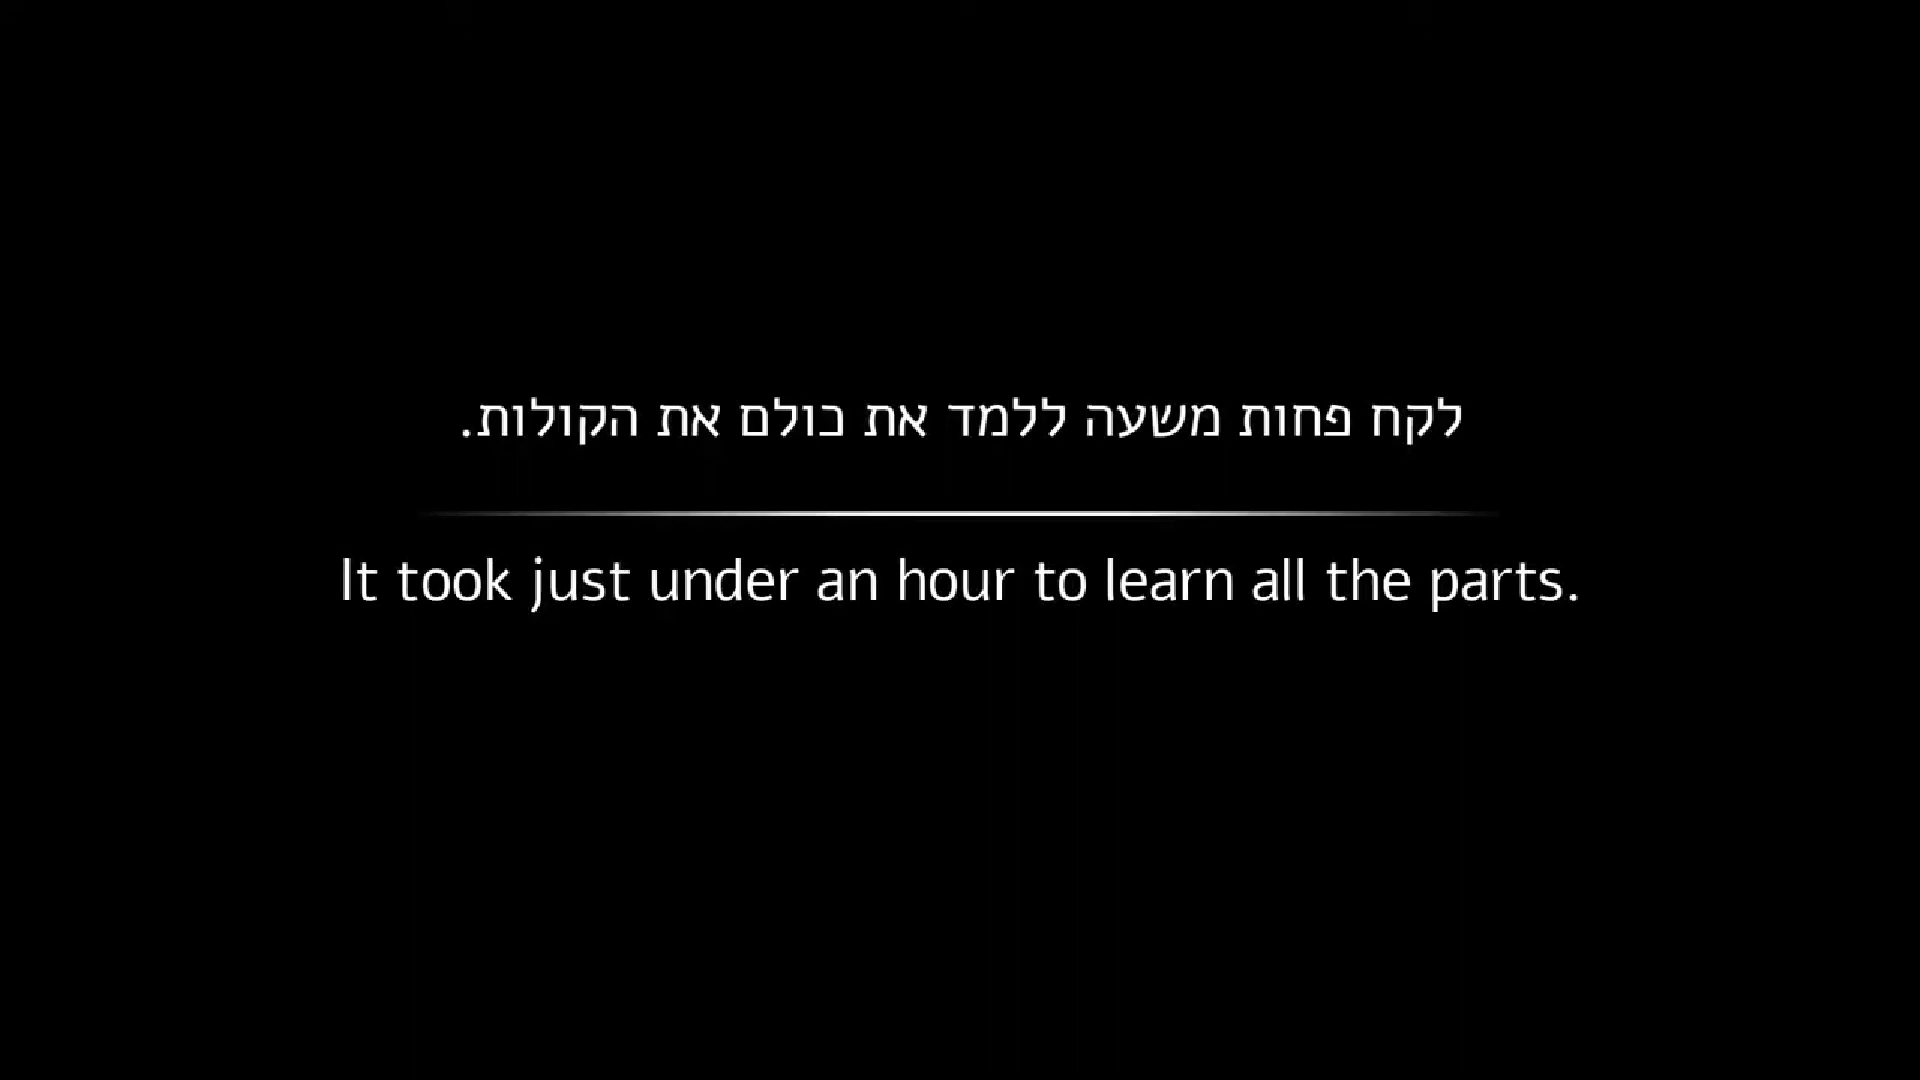 לקח פחות משעה ללמד את כולם את הקולות.
It took just under an hour to learn all the parts.